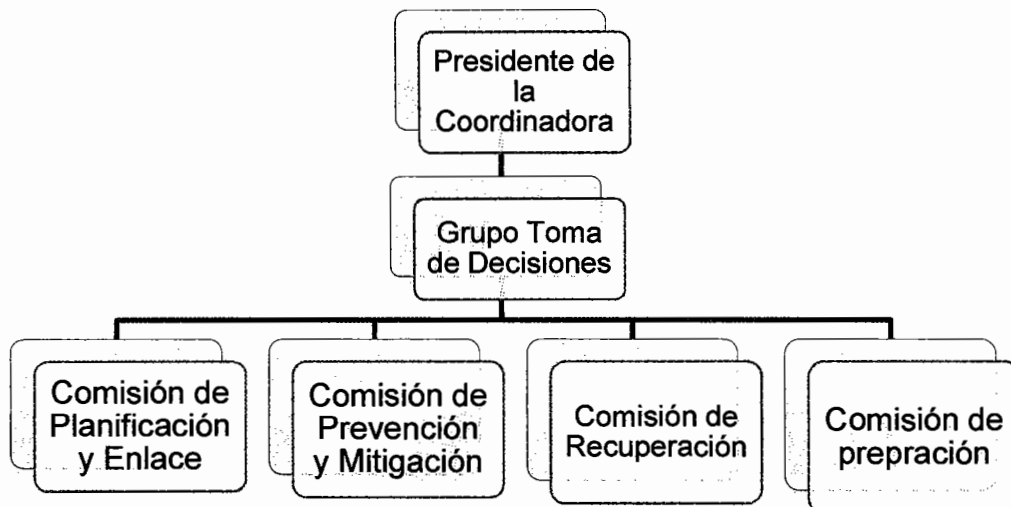 Presidente de
la
Coordinadora
Grupo Toma
de Decisiones
Comisión de
Planificación
y Enlace
Comisión de
Prevención
y Mitigación
Comisión de
Recuperación
Comisión de
prepración